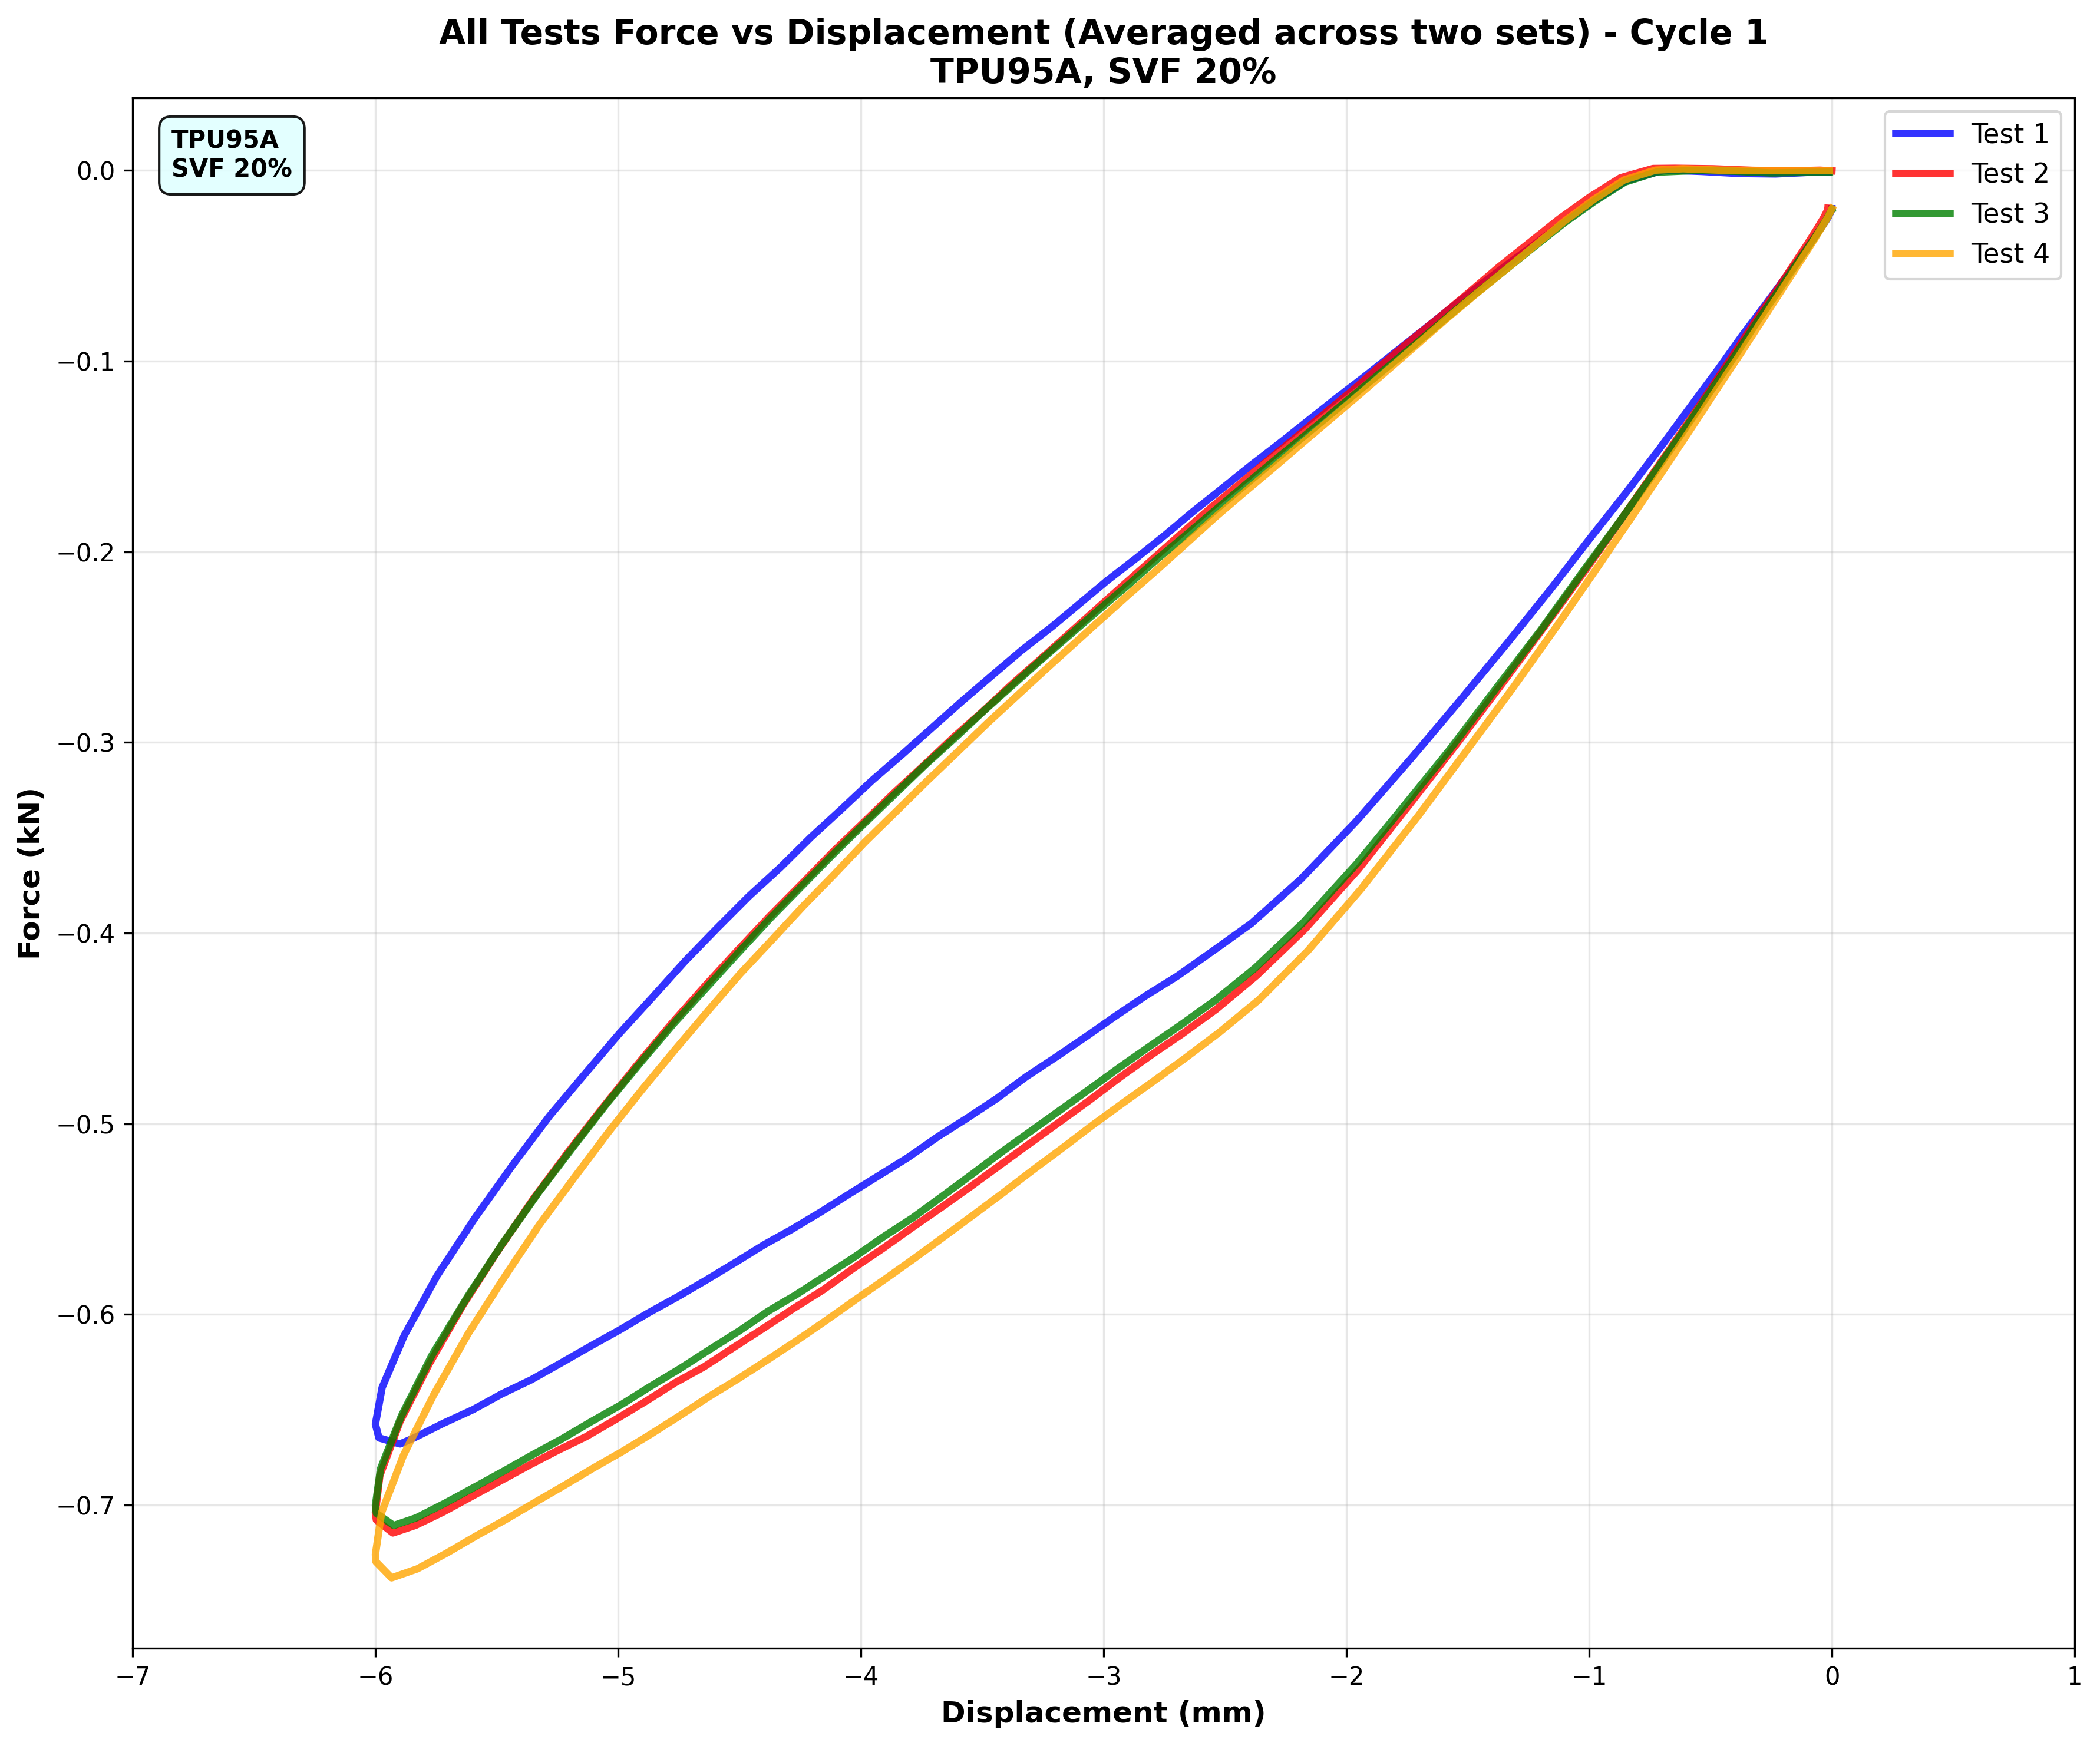 All Tests Force vs Displacement (Averaged across two sets) - Cycle 1
TPU95A, SVF 20%
TPU95A
SVF 20%
Test 1
Test 2
Test 3
Test 4
0.0
−0.1
−0.2
−0.3
−0.4
−0.5
−0.6
−0.7
Force (kN)
−7
−6
−5
−4
−3
−2
−1
0
1
Displacement (mm)